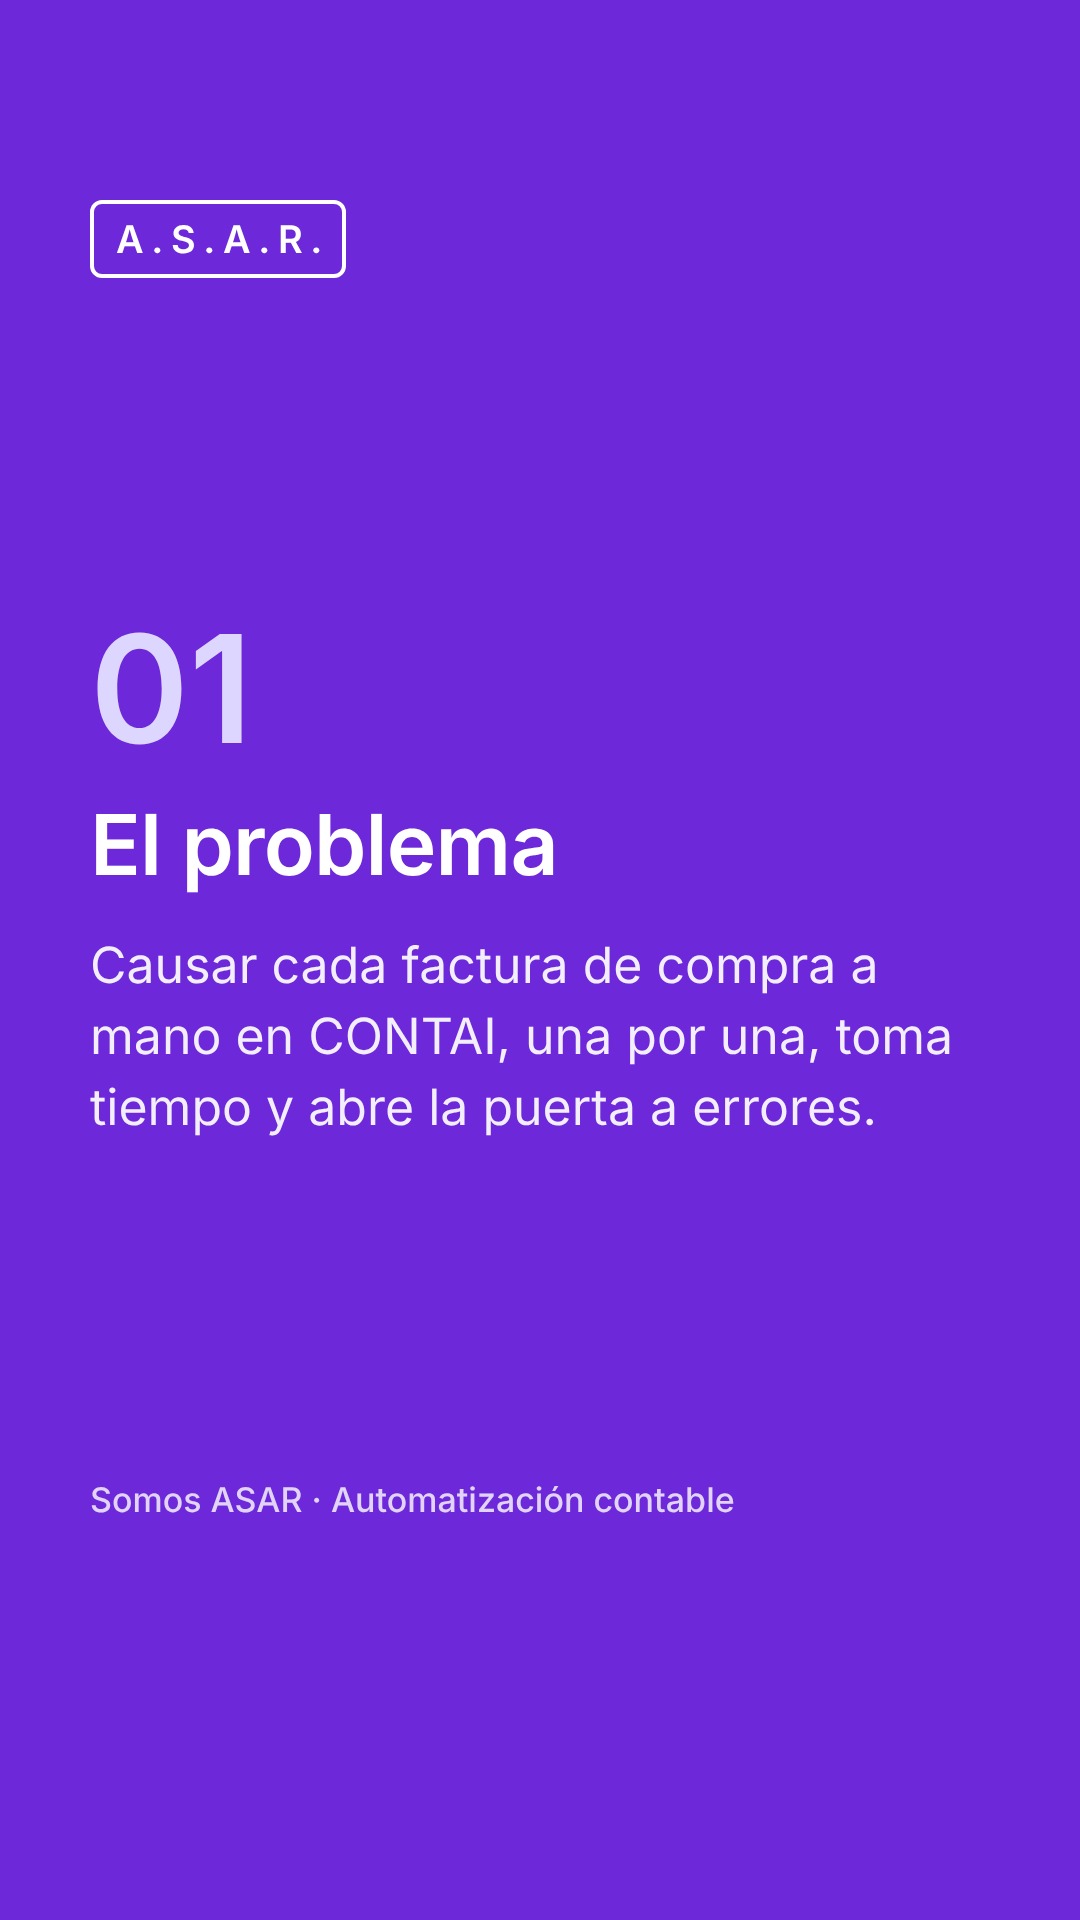 A.S.A.R.
01
El problema
Causar cada factura de compra a
mano en CONTAI, una por una, toma
tiempo y abre la puerta a errores.
Somos ASAR · Automatización contable